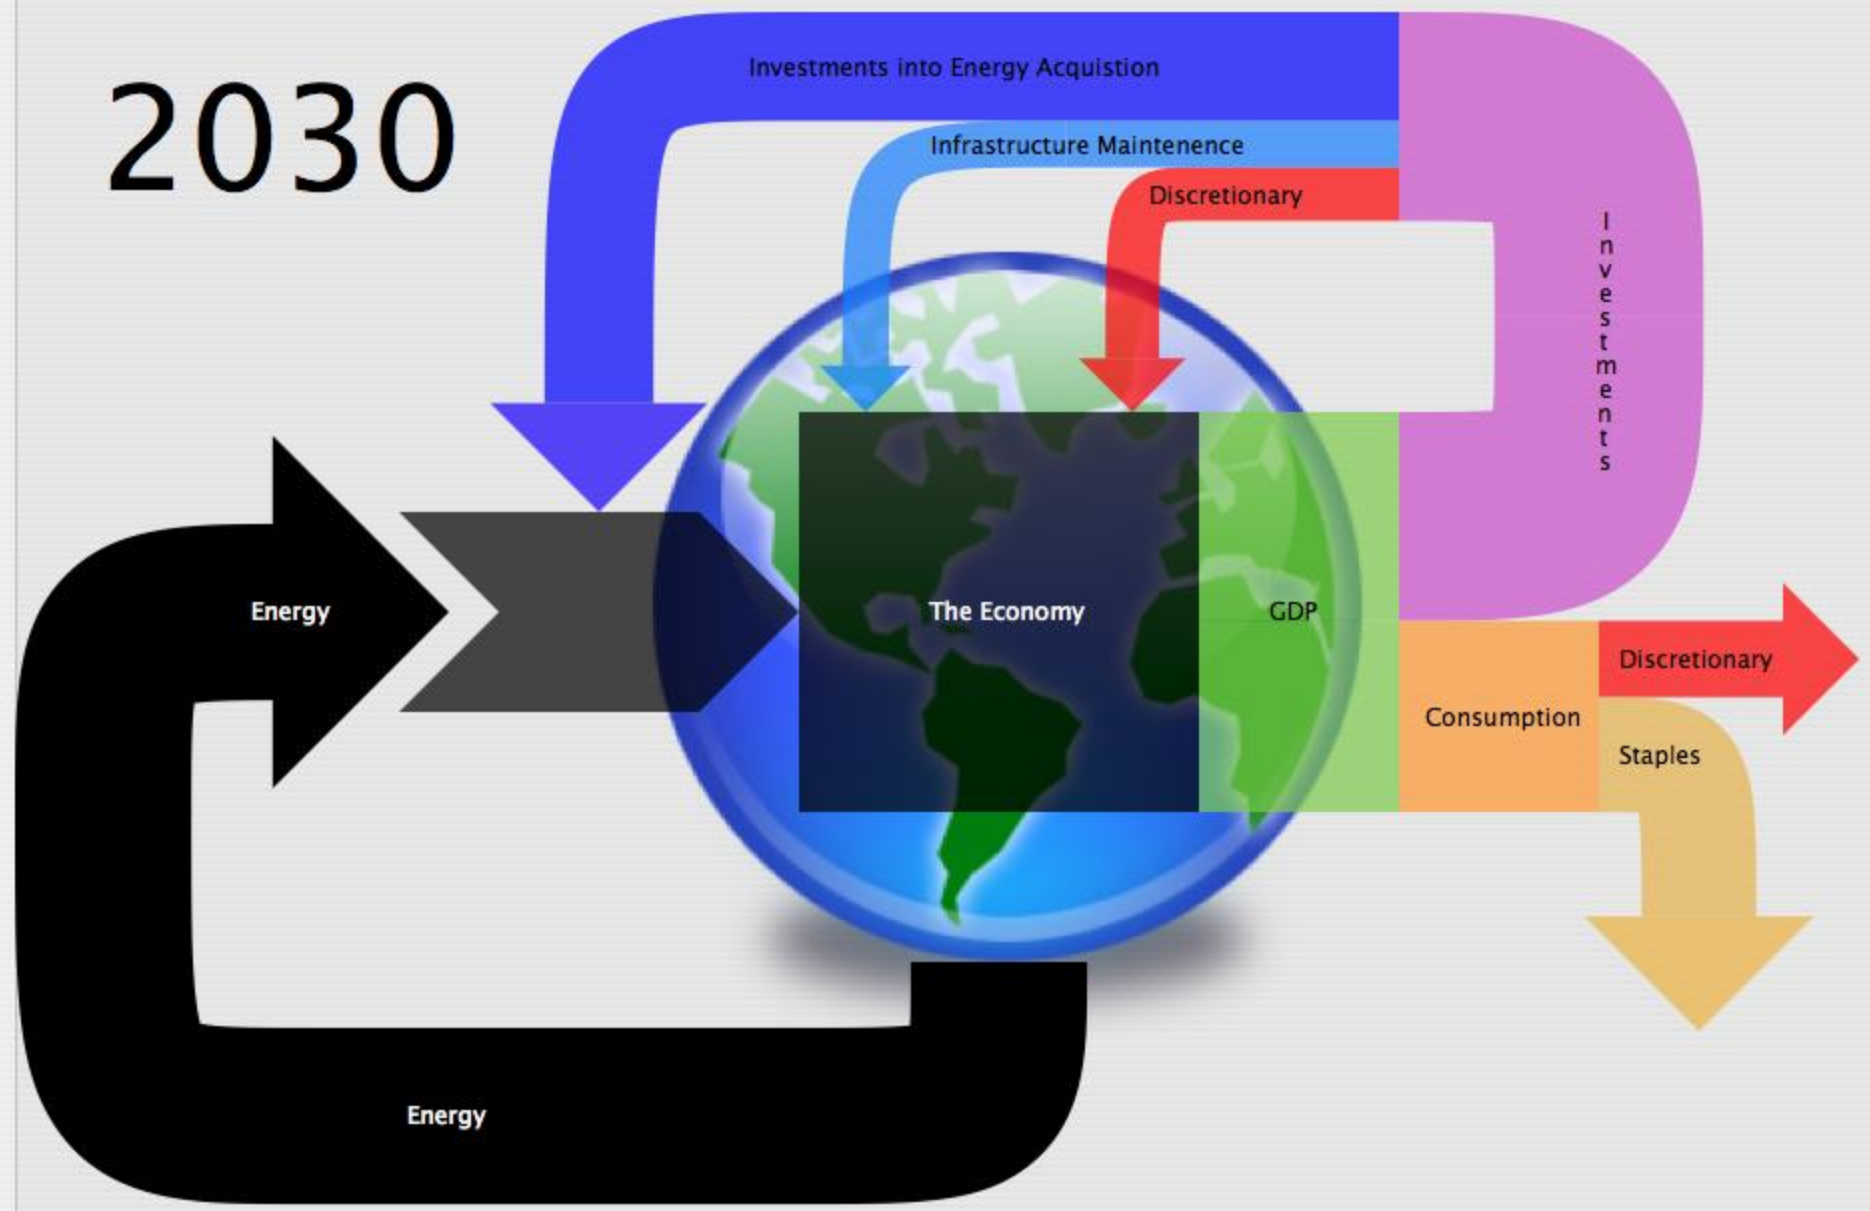 2030
Investments into Energy Acquistion
Infrastructure Maintenence
Discretionary
Investments
Energy
The Economy
GDP
Discretionary
Consumption
Staples
Energy